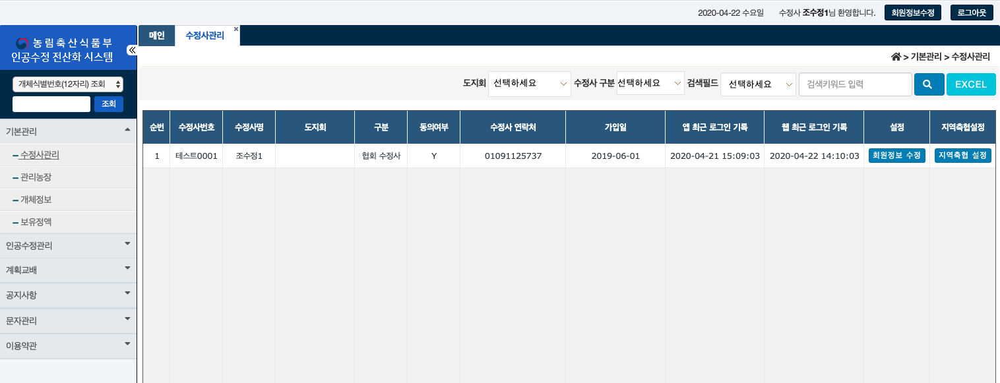 2020-04-22 수요일 수정사 조수정1님 환영합니다. 회원정보수정 로그아웃
농림축산식품부
인공수정 전산화 시스템
메인 수정사관리
> 기본관리 > 수정사관리
개체식별번호(12자리) 조회
조회
도지회 선택하세요 수정사 구분 선택하세요 검색필드 선택하세요 검색키워드 입력 EXCEL
기본관리
수정사관리
관리농장
개체정보
보유정액
인공수정관리
계획교배
공지사항
문자관리
이용약관
순번 수정사번호 수정사명 도지회 구분 동의여부 수정사 연락처 가입일 앱 최근 로그인 기록 웹 최근 로그인 기록 설정 지역축협설정
1 테스트0001 조수정1 협회 수정사 Y 01091125737 2019-06-01 2020-04-21 15:09:03 2020-04-22 14:10:03 회원정보 수정 지역축협 설정